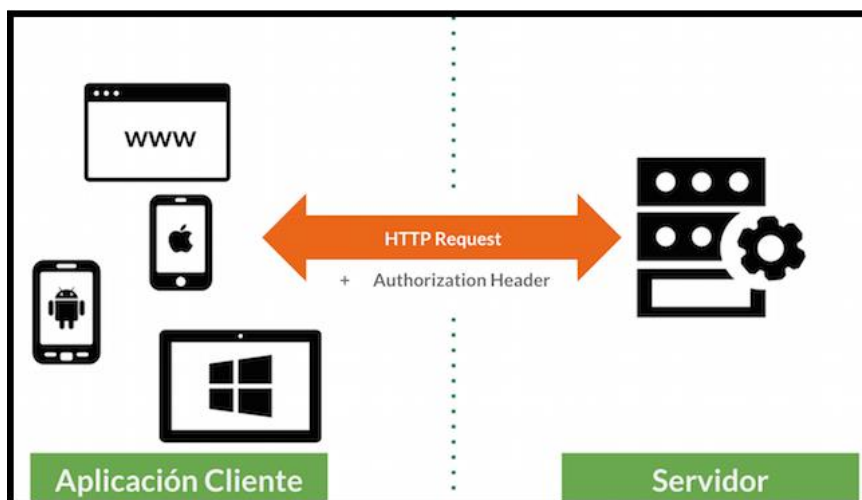 www
HTTP Request
+ Authorization Header
Aplicación Cliente
Servidor